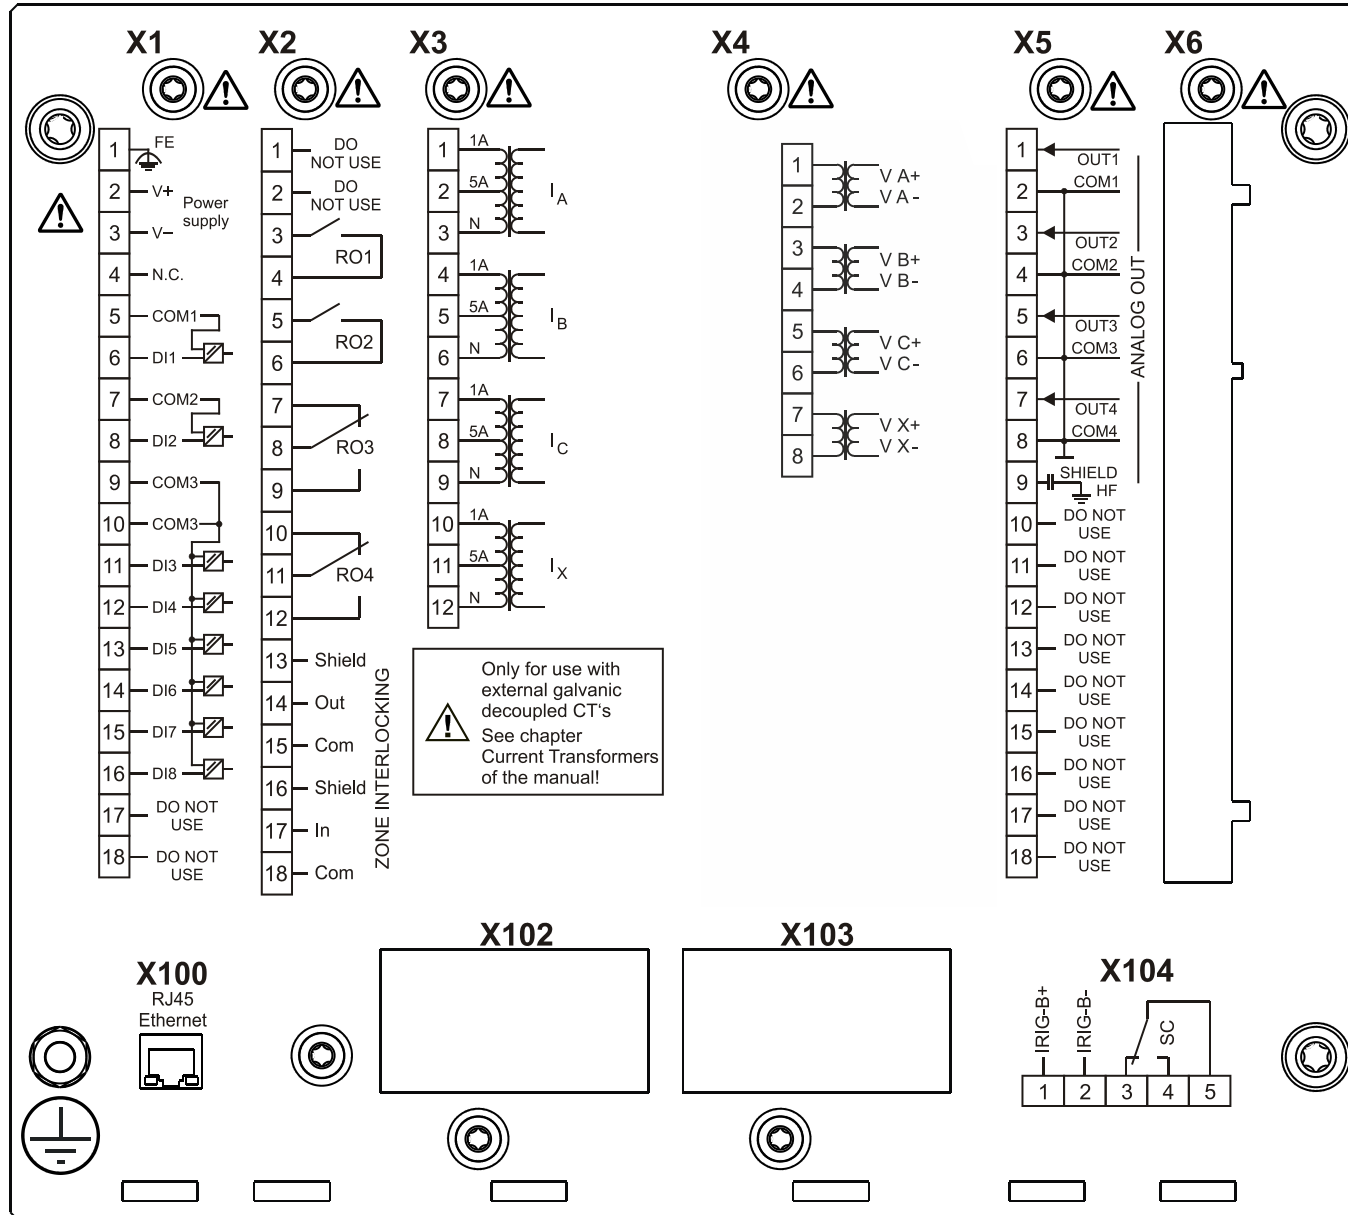 X1
X2
X3
X4
X5
X6
1
FE
2
V+
Power
supply
3
V–
4
N.C.
5
COM1
6
DI1
7
COM2
8
DI2
9
COM3
10
COM3
11
DI3
12
DI4
13
DI5
14
DI6
15
DI7
16
DI8
17
DO NOT
USE
18
DO NOT
USE
1
DO
NOT USE
2
DO
NOT USE
3
4
RO1
5
6
RO2
7
8
9
RO3
10
11
12
RO4
13
Shield
14
Out
15
Com
16
Shield
17
In
18
Com
ZONE INTERLOCKING
1
1A
2
5A
3
N
IA
4
1A
5
5A
6
N
IB
7
1A
8
5A
9
N
IC
10
1A
11
5A
12
N
IX
Only for use with
external galvanic
decoupled CT‘s
See chapter
Current Transformers
of the manual!
1
V A+
2
V A-
3
V B+
4
V B-
5
V C+
6
V C-
7
V X+
8
V X-
1
OUT1
2
COM1
3
OUT2
4
COM2
5
OUT3
6
COM3
7
OUT4
8
COM4
9
SHIELD
HF
ANALOG OUT
10
DO NOT
USE
11
DO NOT
USE
12
DO NOT
USE
13
DO NOT
USE
14
DO NOT
USE
15
DO NOT
USE
16
DO NOT
USE
17
DO NOT
USE
18
DO NOT
USE
X100
RJ45
Ethernet
X102
X103
X104
IRIG-B+
IRIG-B-
SC
1 2 3 4 5